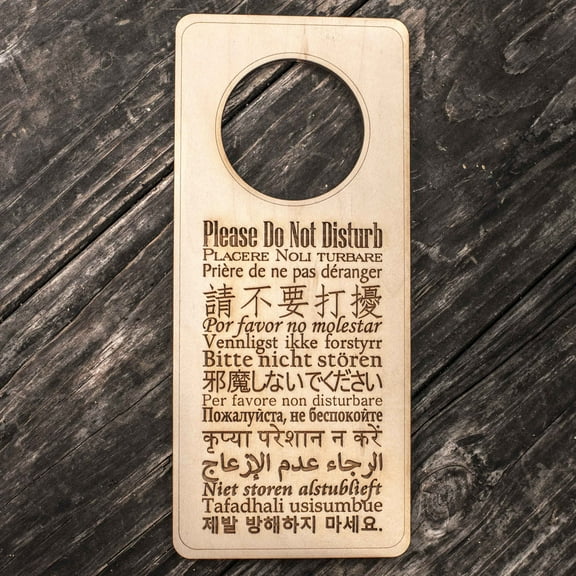 Please Do Not Disturb
Placere Noli turbare
Prière de ne pas déranger
請不要打擾
Por favor no molestar
Vennligst ikke forstyrr
Bitte nicht stören
邪魔しないでください
Per favore non disturbare
Пожалуйста, не беспокойте
कृप्या परेशान न करें
الرجاء عدم الإزعاج
Niet storen alstublieft
Tafadhali usisumbue
제발 방해하지 마세요.